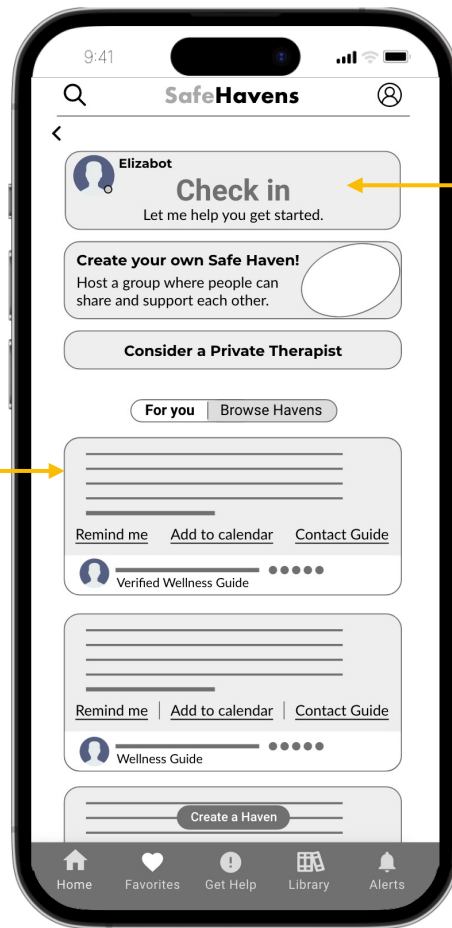 9:41
SafeHavens
Elizabot
Check in
Let me help you get started.
Create your own Safe Haven!
Host a group where people can
share and support each other.
Consider a Private Therapist
For you Browse Havens
Remind me Add to calendar Contact Guide
Verified Wellness Guide
Remind me Add to calendar Contact Guide
Wellness Guide
Create a Haven
Home Favorites Get Help Library Alerts